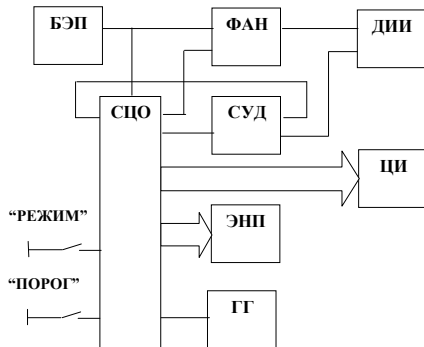 БЭП
ФАН
ДИИ
СЦО
СУД
ЦИ
“РЕЖИМ”
ЭНП
“ПОРОГ”
ГГ